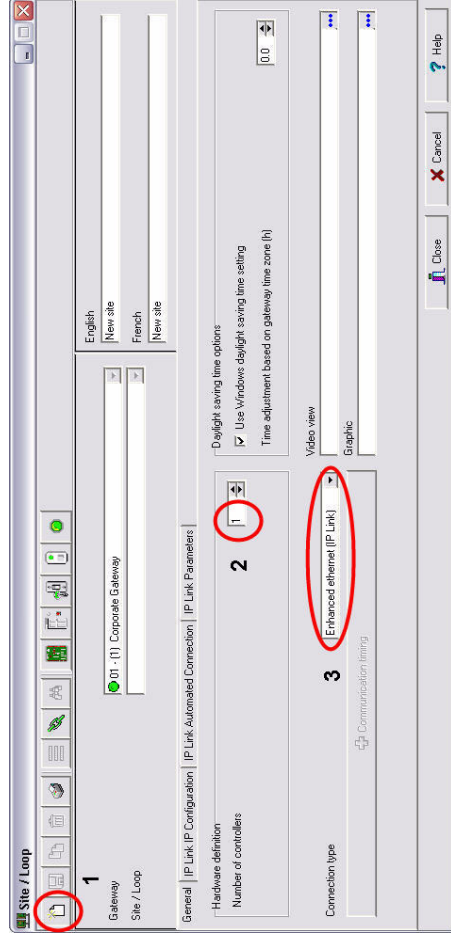 Site / Loop
1
Gateway
01 - (1) Corporate Gateway
Site / Loop
English
New site
French
New site
General
IP Link IP Configuration
IP Link Automated Connection
IP Link Parameters
Hardware definition
Number of controllers
2
1
Daylight saving time options
Use Windows daylight saving time setting
Time adjustment based on gateway time zone (h)
0.0
Connection type
3
Enhanced ethernet (IP Link)
Communication timing
Video view
Graphic
Close
Cancel
? Help